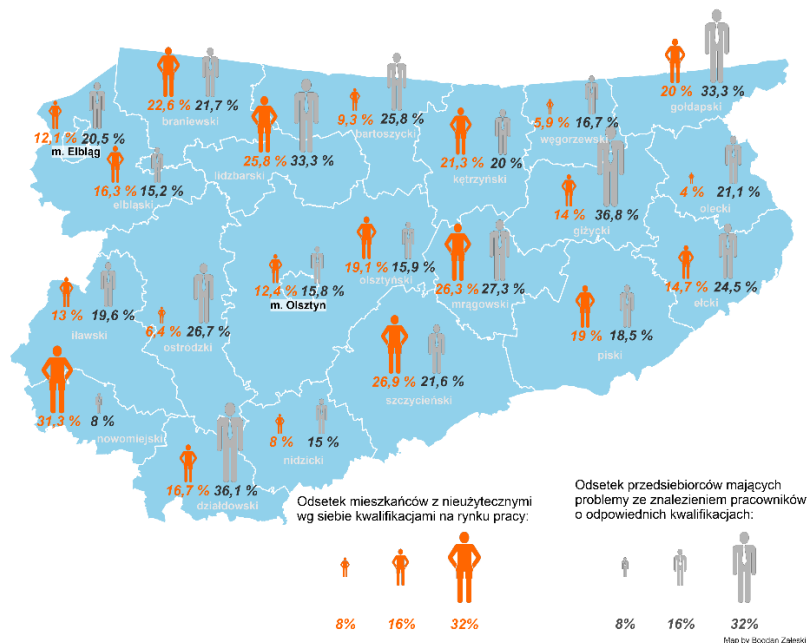 20 %
33,3 %
gołdapski
22,6 %
21,7 %
braniewski
9,3 %
25,8 %
bartoszycki
5,9 %
16,7 %
węgorzewski
12,1 %
20,5 %
m. Elbląg
25,8 %
33,3 %
lidzbarski
21,3 %
20 %
kętrzyński
16,3 %
15,2 %
elbląski
14 %
36,8 %
giżycki
4 %
21,1 %
olecki
19,1 %
15,9 %
olsztyński
12,4 %
15,8 %
m. Olsztyn
26,3 %
27,3 %
mrągowski
14,7 %
24,5 %
ełcki
13 %
19,6 %
iławski
6,4 %
26,7 %
ostródzki
19 %
18,5 %
piski
26,9 %
21,6 %
szczycieński
31,3 %
8 %
nowomiejski
8 %
15 %
nidzicki
16,7 %
36,1 %
działdowski
Odsetek mieszkańców z nieużytecznymi
wg siebie kwalifikacjami na rynku pracy:
8%
16%
32%
Odsetek przedsiebiorców mających
problemy ze znalezieniem pracowników
o odpowiednich kwalifikacjach:
8%
16%
32%
Map by Bogdan Zaleski